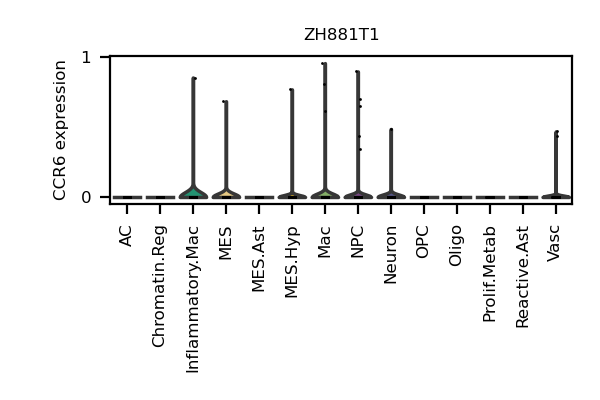 ZH881T1
CCR6 expression
1
0
AC
Chromatin.Reg
Inflammatory.Mac
MES
MES.Ast
MES.Hyp
Mac
NPC
Neuron
OPC
Oligo
Prolif.Metab
Reactive.Ast
Vasc